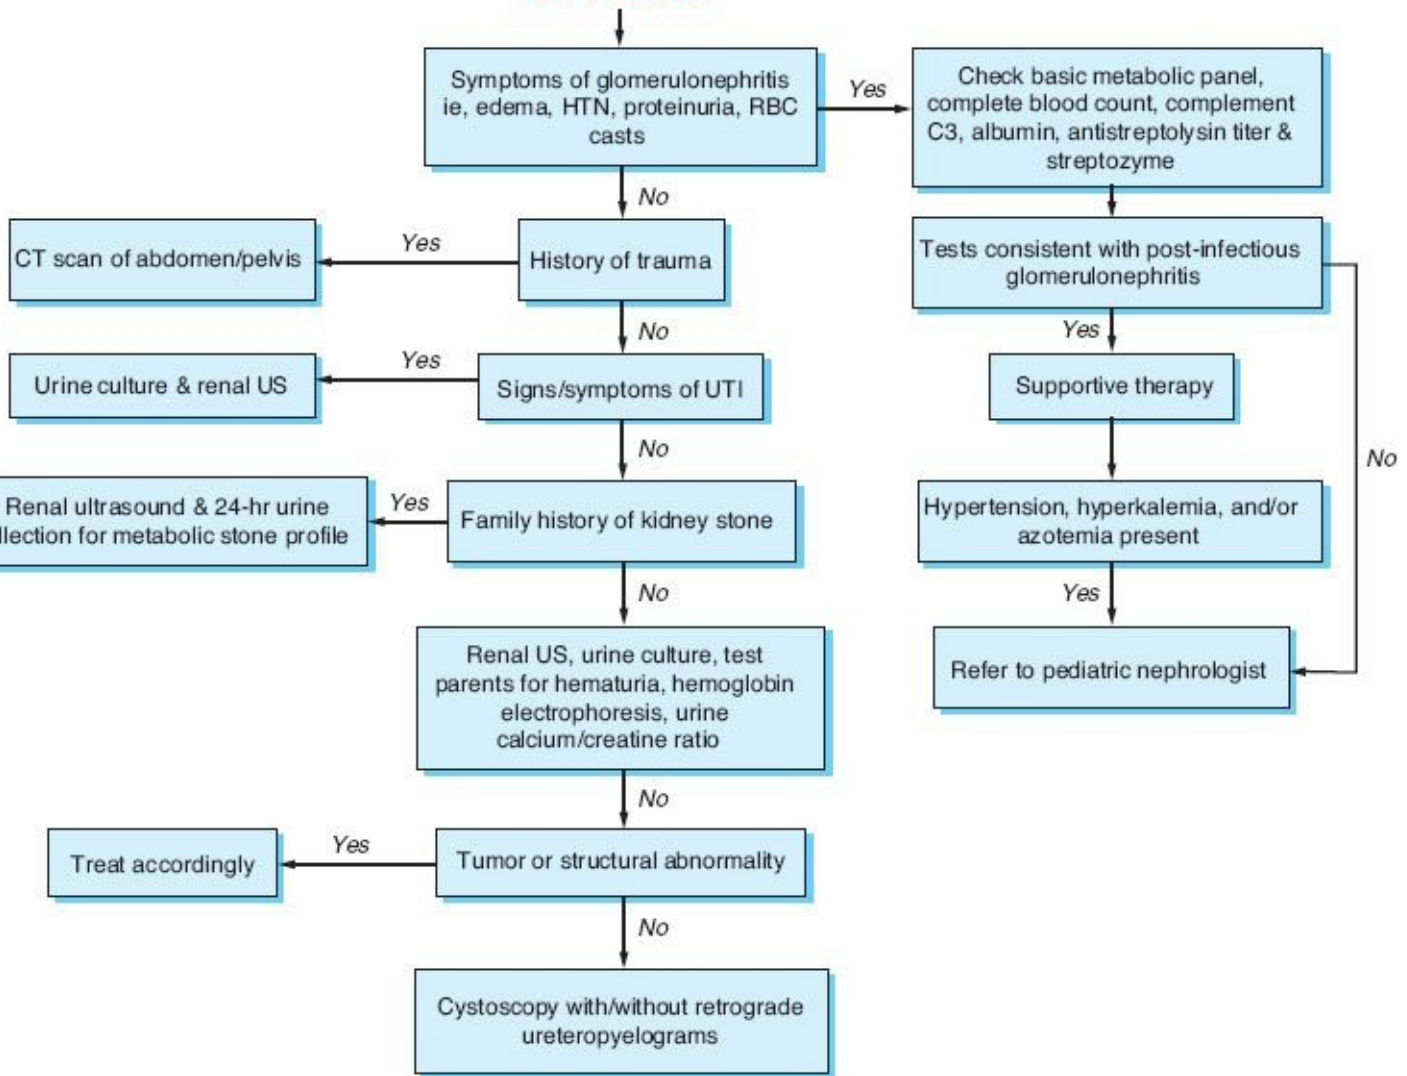 Symptoms of glomerulonephritis
ie, edema, HTN, proteinuria, RBC
casts
Yes
Check basic metabolic panel,
complete blood count, complement
C3, albumin, antistreptolysin titer &
streptozyme
No
CT scan of abdomen/pelvis
Yes
History of trauma
Tests consistent with post-infectious
glomerulonephritis
No
Yes
Urine culture & renal US
Yes
Signs/symptoms of UTI
Supportive therapy
No
No
Renal ultrasound & 24-hr urine
llection for metabolic stone profile
Yes
Family history of kidney stone
Hypertension, hyperkalemia, and/or
azotemia present
No
Yes
Renal US, urine culture, test
parents for hematuria, hemoglobin
electrophoresis, urine
calcium/creatine ratio
Refer to pediatric nephrologist
No
Treat accordingly
Yes
Tumor or structural abnormality
No
Cystoscopy with/without retrograde
ureteropyelograms